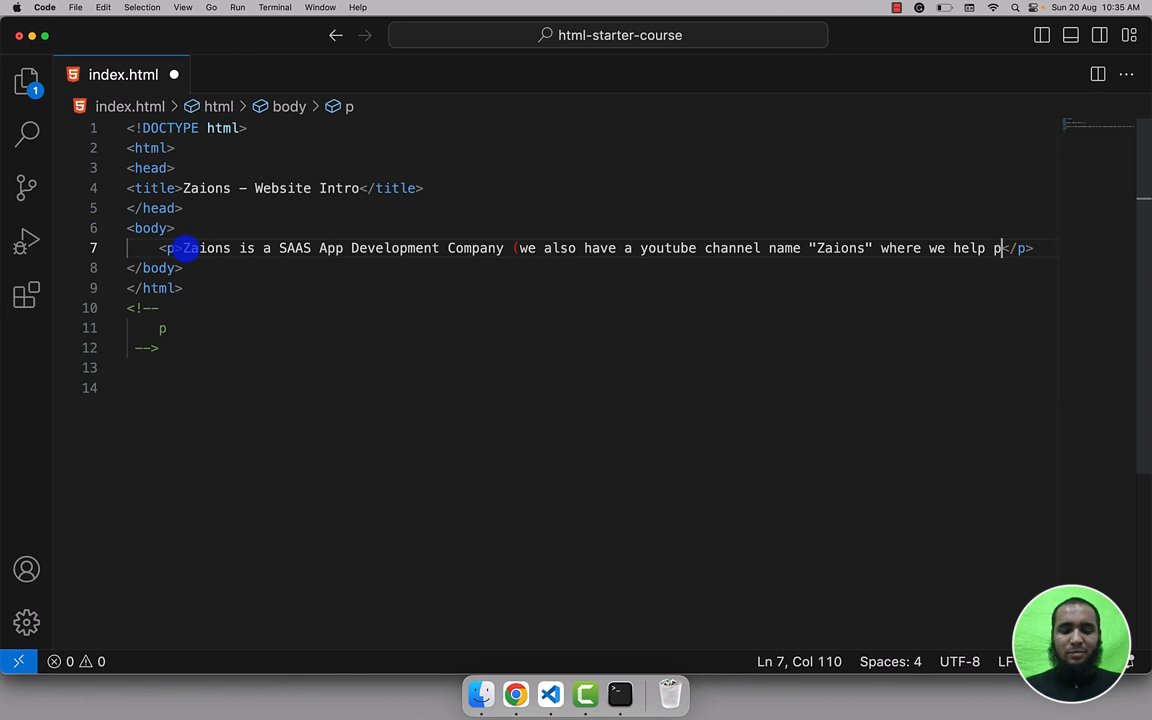 Code File Edit Selection View Go Run Terminal Window Help Sun 20 Aug 10:35 AM
html-starter-course
index.html
index.html > html > body > p
1
1 <!DOCTYPE html>
2 <html>
3 <head>
4 <title>Zaions – Website Intro</title>
5 </head>
6 <body>
7 <p>Zaions is a SAAS App Development Company (we also have a youtube channel name "Zaions" where we help p</p>
8 </body>
9 </html>
10 <!--
11 p
12 -->
13
14
0 0 Ln 7, Col 110 Spaces: 4 UTF-8 LF